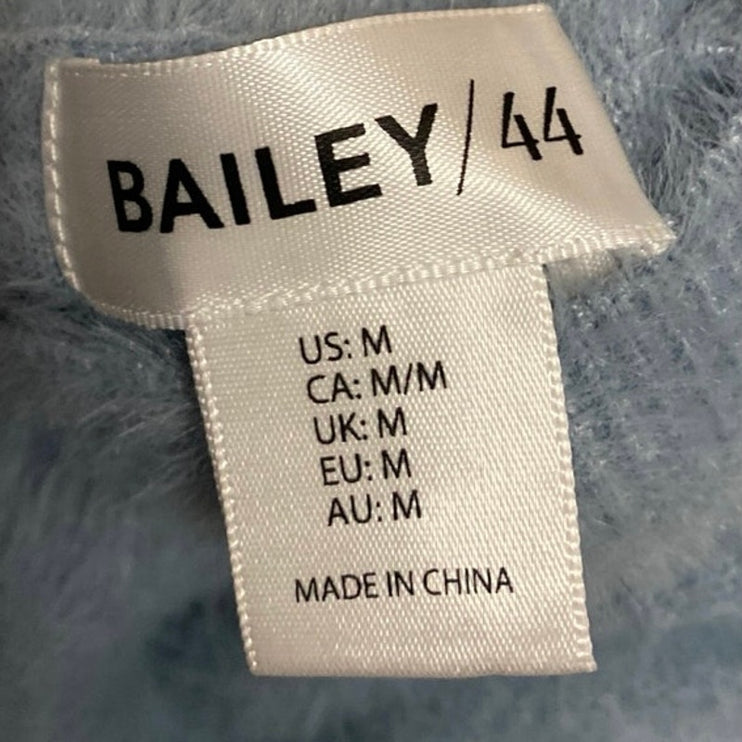 BAILEY/44
US: M
CA: M/M
UK: M
EU: M
AU: M
MADE IN CHINA